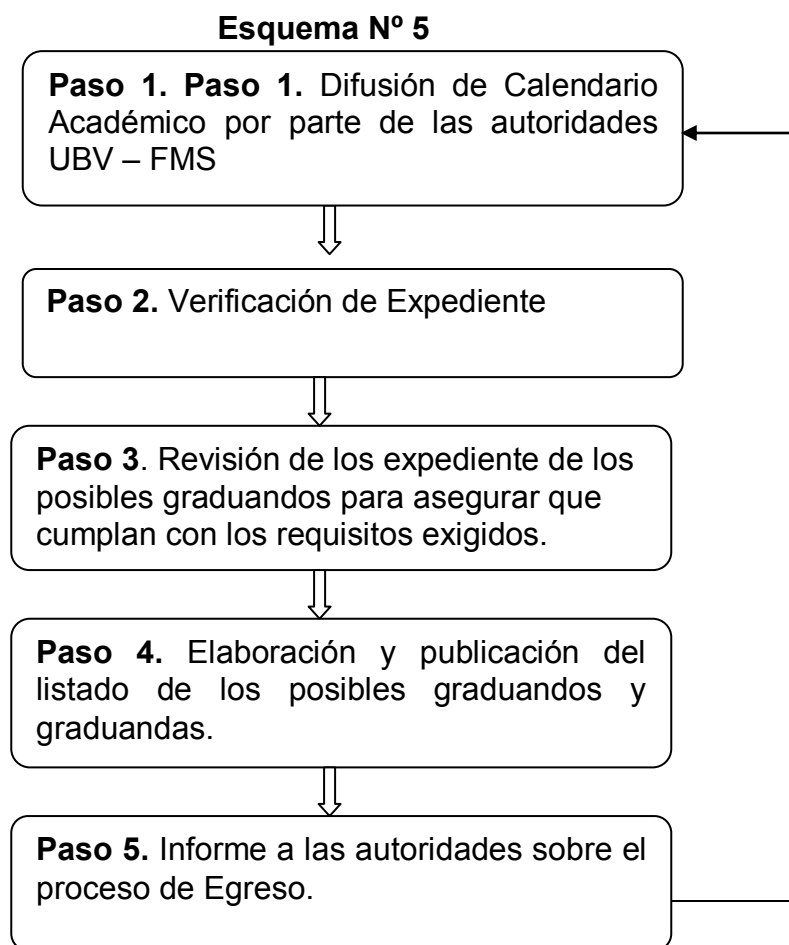 Esquema Nº 5
Paso 1. Paso 1. Difusión de Calendario
Académico por parte de las autoridades
UBV – FMS
Paso 2. Verificación de Expediente
Paso 3. Revisión de los expediente de los
posibles graduandos para asegurar que
cumplan con los requisitos exigidos.
Paso 4. Elaboración y publicación del
listado de los posibles graduandos y
graduandas.
Paso 5. Informe a las autoridades sobre el
proceso de Egreso.